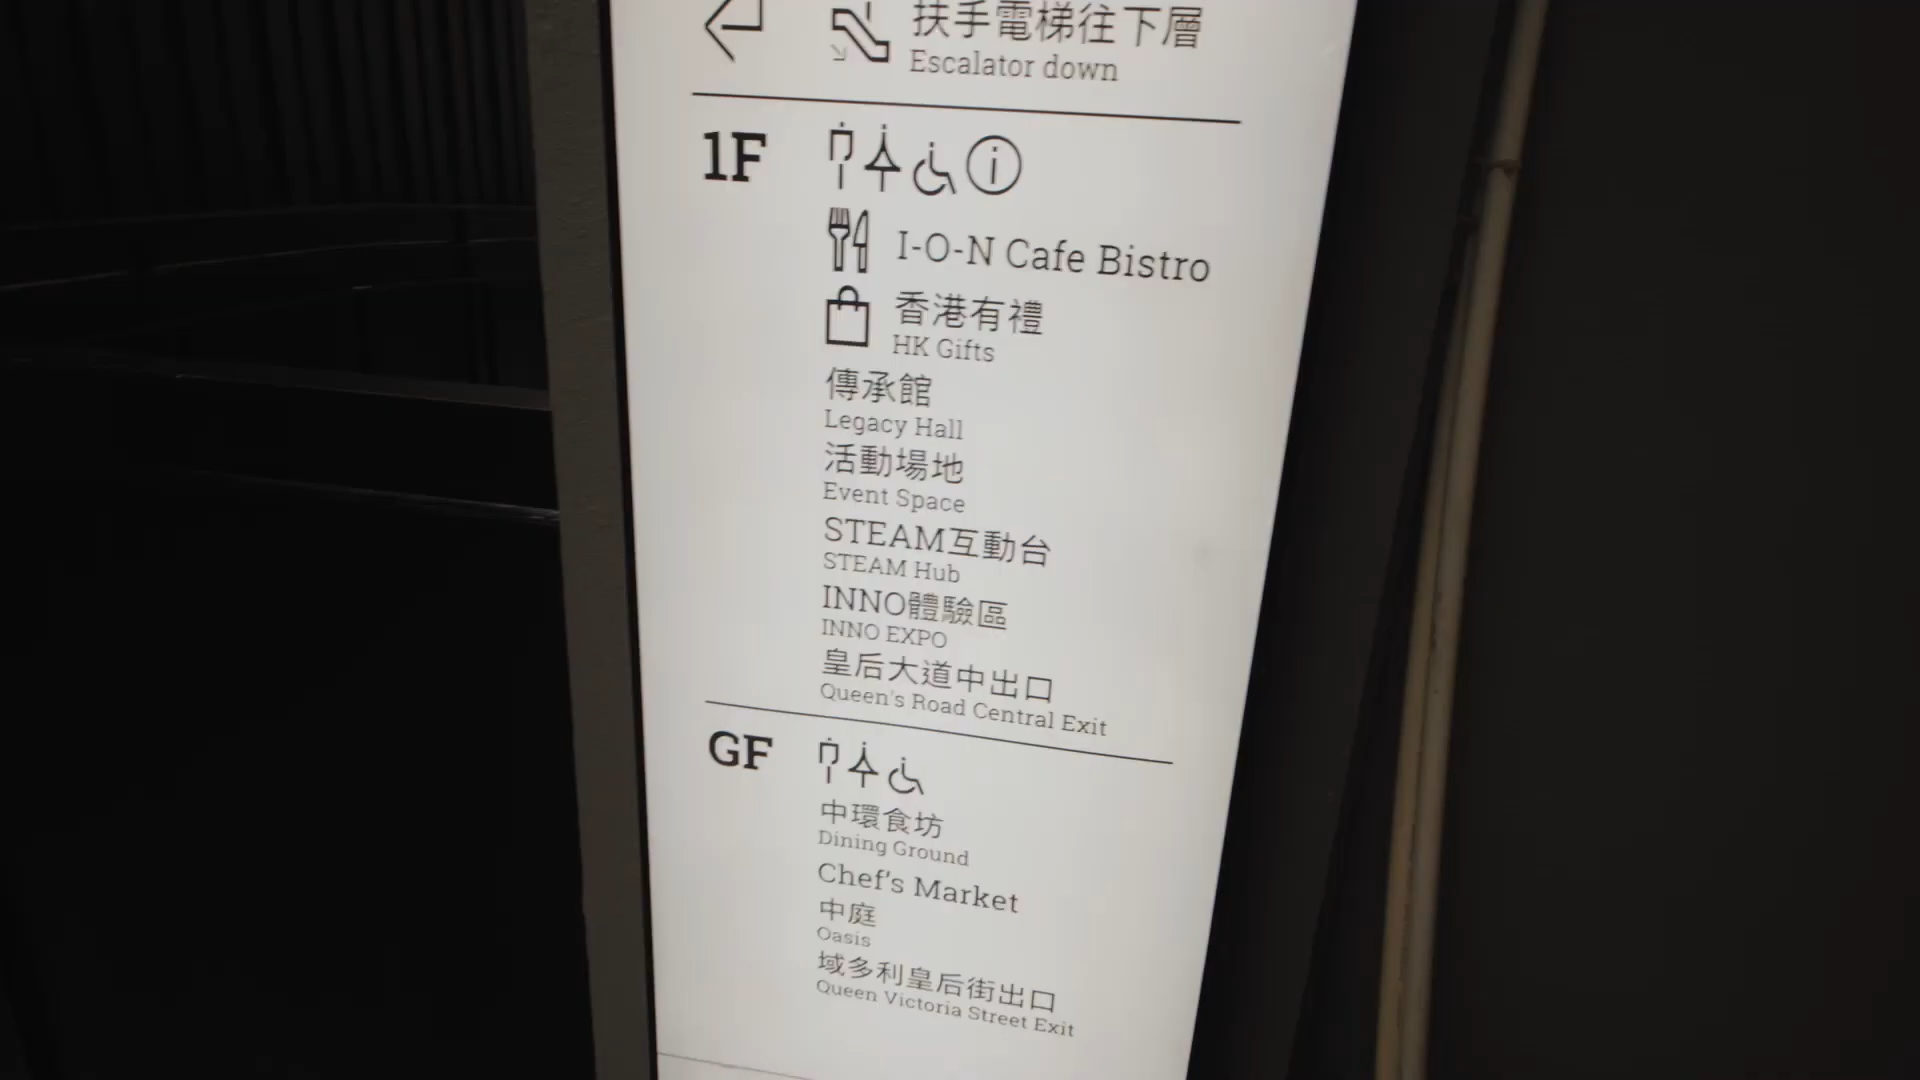 扶手電梯往下層
Escalator down
1F
I-O-N Cafe Bistro
香港有禮
HK Gifts
傳承館
Legacy Hall
活動場地
Event Space
STEAM互動台
STEAM Hub
INNO體驗區
INNO EXPO
皇后大道中出口
Queen's Road Central Exit
GF
中環食坊
Dining Ground
Chef's Market
中庭
Oasis
域多利皇后街出口
Queen Victoria Street Exit